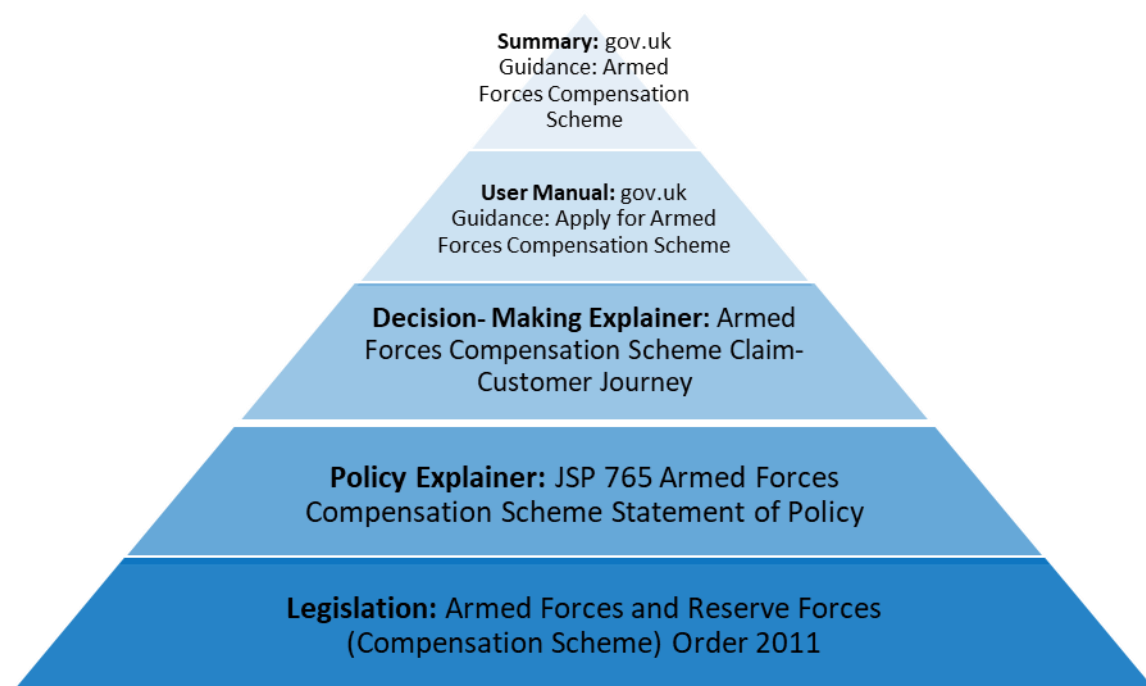 Summary: gov.uk
Guidance: Armed
Forces Compensation
Scheme
User Manual: gov.uk
Guidance: Apply for Armed
Forces Compensation Scheme
Decision- Making Explainer: Armed
Forces Compensation Scheme Claim-
Customer Journey
Policy Explainer: JSP 765 Armed Forces
Compensation Scheme Statement of Policy
Legislation: Armed Forces and Reserve Forces
(Compensation Scheme) Order 2011